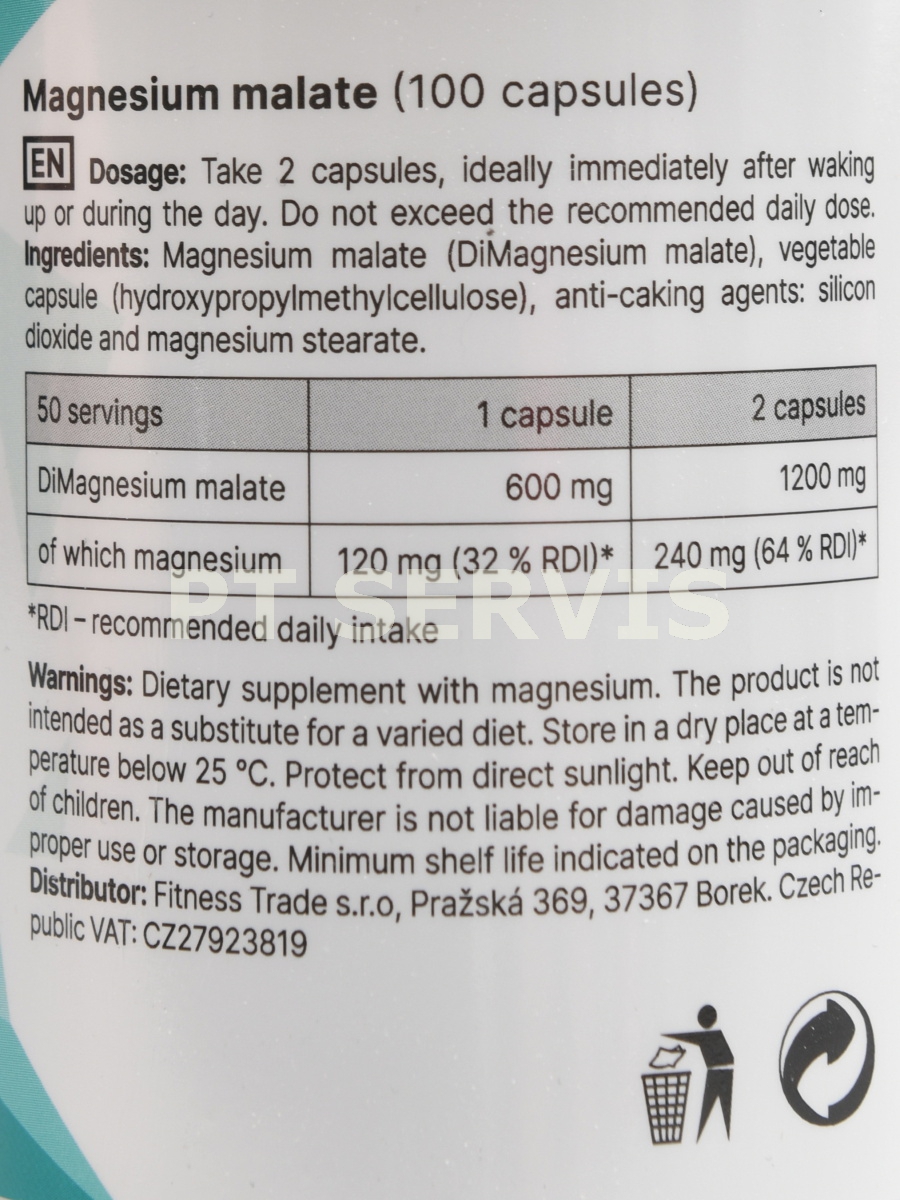 Magnesium malate (100 capsules)
EN Dosage: Take 2 capsules, ideally immediately after waking
up or during the day. Do not exceed the recommended daily dose.
Ingredients: Magnesium malate (DiMagnesium malate), vegetable
capsule (hydroxypropylmethylcellulose), anti-caking agents: silicon
dioxide and magnesium stearate.
50 servings 1 capsule 2 capsules
DiMagnesium malate 600 mg 1200 mg
of which magnesium 120 mg (32 % RDI)* 240 mg (64 % RDI)*
PT SERVIS
*RDI – recommended daily intake
Warnings: Dietary supplement with magnesium. The product is not
intended as a substitute for a varied diet. Store in a dry place at a tem-
perature below 25 °C. Protect from direct sunlight. Keep out of reach
of children. The manufacturer is not liable for damage caused by im-
proper use or storage. Minimum shelf life indicated on the packaging.
Distributor: Fitness Trade s.r.o, Pražská 369, 37367 Borek. Czech Re-
public VAT: CZ27923819